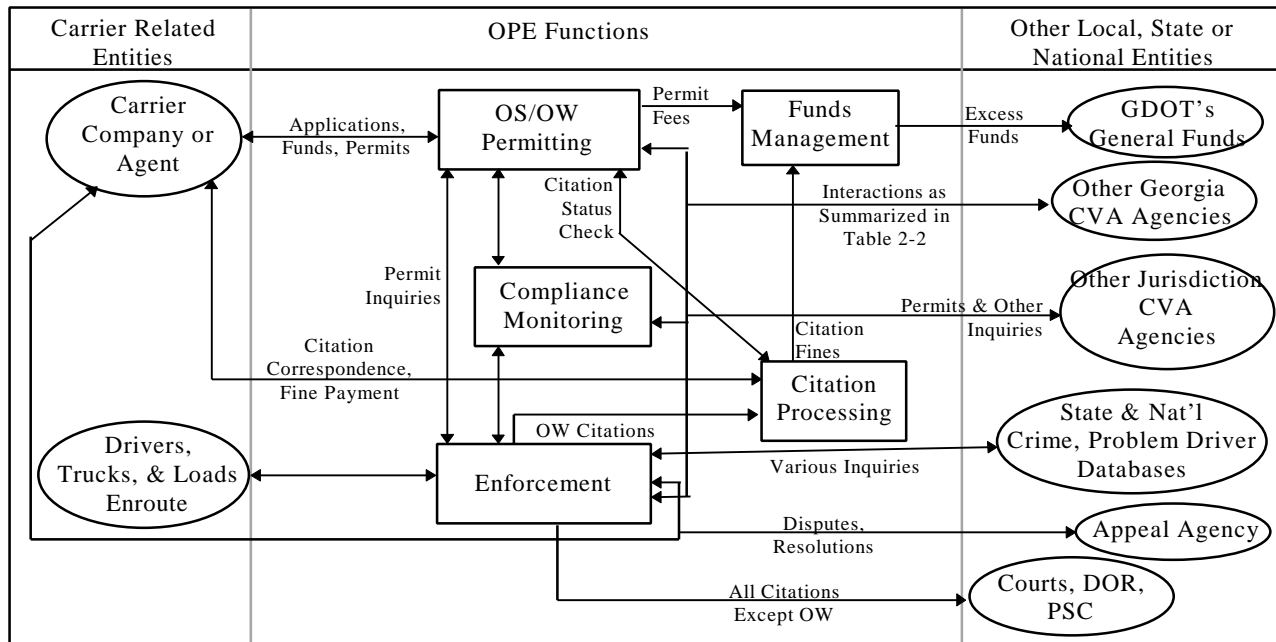 Carrier Related
Entities
OPE Functions
Other Local, State or
National Entities
Carrier
Company or
Agent
Applications,
Funds, Permits
OS/OW
Permitting
Permit
Fees
Funds
Management
Excess
Funds
GDOT's
General Funds
Citation
Status
Check
Interactions as
Summarized in
Table 2-2
Other Georgia
CVA Agencies
Permit
Inquiries
Compliance
Monitoring
Permits & Other
Inquiries
Other Jurisdiction
CVA
Agencies
Citation
Fines
Citation
Correspondence,
Fine Payment
Citation
Processing
OW Citations
Drivers,
Trucks, & Loads
Enroute
Enforcement
Various Inquiries
State & Nat'l
Crime, Problem Driver
Databases
Disputes,
Resolutions
Appeal Agency
All Citations
Except OW
Courts, DOR,
PSC